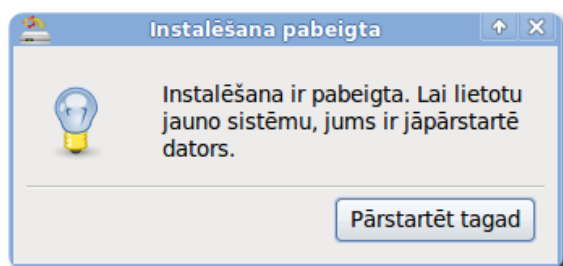 Instalēšana pabeigta
Instalēšana ir pabeigta. Lai lietotu
jauno sistēmu, jums ir jāpārstartē
dators.
Pārstartēt tagad